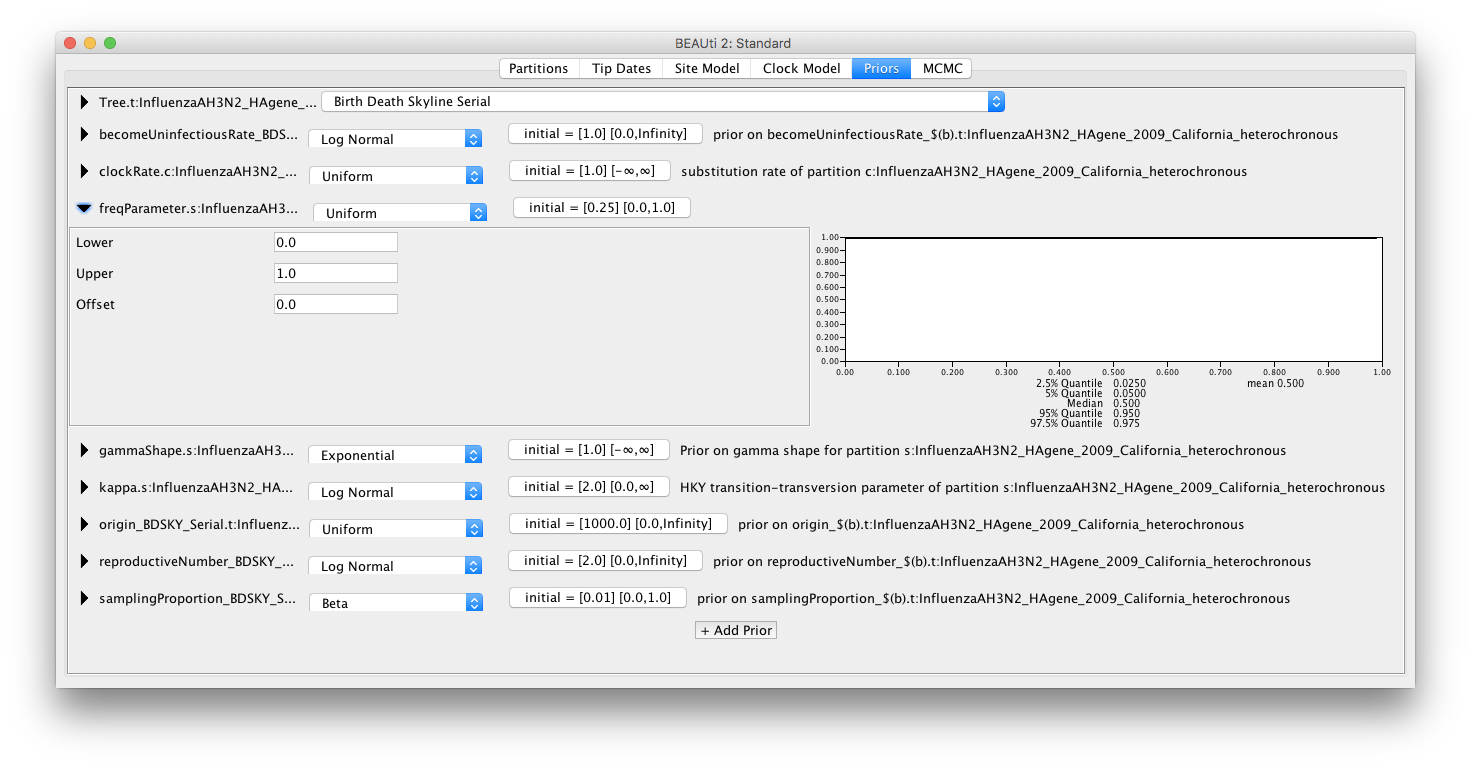 BEAUti 2: Standard
Partitions Tip Dates Site Model Clock Model Priors MCMC
Tree.t:InfluenzaAH3N2_HAgene_... Birth Death Skyline Serial
becomeUninfectiousRate_BDS... Log Normal initial = [1.0] [0.0,Infinity] prior on becomeUninfectiousRate_$(b).t:InfluenzaAH3N2_HAgene_2009_California_heterochronous
clockRate.c:InfluenzaAH3N2_... Uniform initial = [1.0] [-∞,∞] substitution rate of partition c:InfluenzaAH3N2_HAgene_2009_California_heterochronous
freqParameter.s:InfluenzaAH3... Uniform initial = [0.25] [0.0,1.0]
Lower 0.0
Upper 1.0
Offset 0.0
1.00
0.900
0.800
0.700
0.600
0.500
0.400
0.300
0.200
0.100
0.00
0.00 0.100 0.200 0.300 0.400 0.500 0.600 0.700 0.800 0.900 1.00
2.5% Quantile 0.0250 mean 0.500
5% Quantile 0.0500
Median 0.500
95% Quantile 0.950
97.5% Quantile 0.975
gammaShape.s:InfluenzaAH3... Exponential initial = [1.0] [-∞,∞] Prior on gamma shape for partition s:InfluenzaAH3N2_HAgene_2009_California_heterochronous
kappa.s:InfluenzaAH3N2_HA... Log Normal initial = [2.0] [0.0,∞] HKY transition-transversion parameter of partition s:InfluenzaAH3N2_HAgene_2009_California_heterochronous
origin_BDSKY_Serial.t:Influenz... Uniform initial = [1000.0] [0.0,Infinity] prior on origin_$(b).t:InfluenzaAH3N2_HAgene_2009_California_heterochronous
reproductiveNumber_BDSKY_... Log Normal initial = [2.0] [0.0,Infinity] prior on reproductiveNumber_$(b).t:InfluenzaAH3N2_HAgene_2009_California_heterochronous
samplingProportion_BDSKY_S... Beta initial = [0.01] [0.0,1.0] prior on samplingProportion_$(b).t:InfluenzaAH3N2_HAgene_2009_California_heterochronous
+ Add Prior